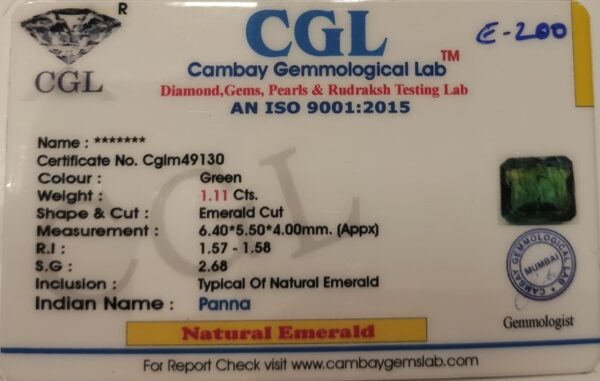 R
CGL
CGL TM
E-200
Cambay Gemmological Lab
Diamond,Gems, Pearls & Rudraksh Testing Lab
AN ISO 9001:2015
Name : *******
Certificate No. Cglm49130
Colour : Green
Weight : 1.11 Cts.
Shape & Cut : Emerald Cut
Measurement : 6.40*5.50*4.00mm. (Appx)
R.I : 1.57 - 1.58
S.G : 2.68
Inclusion : Typical Of Natural Emerald
Indian Name : Panna
CGL
CAMBAY GEMMOLOGICAL LAB
MUMBAI
Gemmologist
Natural Emerald
For Report Check visit www.cambaygemslab.com